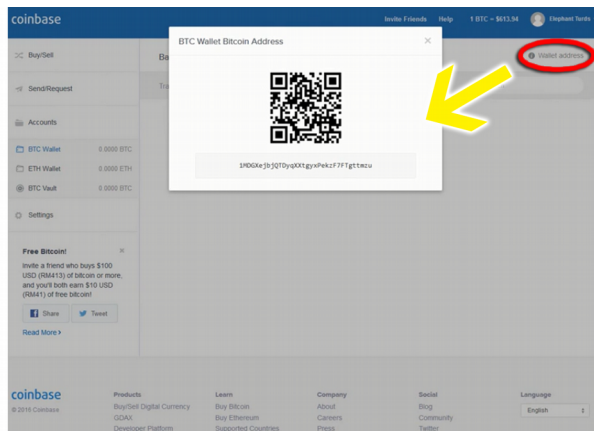 coinbase
Invite Friends Help 1 BTC = $613.94 Elephant Turds
BTC Wallet Bitcoin Address ×
Buy/Sell
Ba
Wallet address
Send/Request
Tra
Accounts
BTC Wallet 0.0000 BTC
ETH Wallet 0.0000 ETH
BTC Vault 0.0000 BTC
Settings
Free Bitcoin! ×
Invite a friend who buys $100
USD (RM413) of bitcoin or more,
and you'll both earn $10 USD
(RM41) of free bitcoin!
Share Tweet
Read More >
coinbase
© 2016 Coinbase
Products
Buy/Sell Digital Currency
GDAX
Developer Platform
Learn
Buy Bitcoin
Buy Ethereum
Supported Countries
Company
About
Careers
Press
Social
Blog
Community
Twitter
Language
English